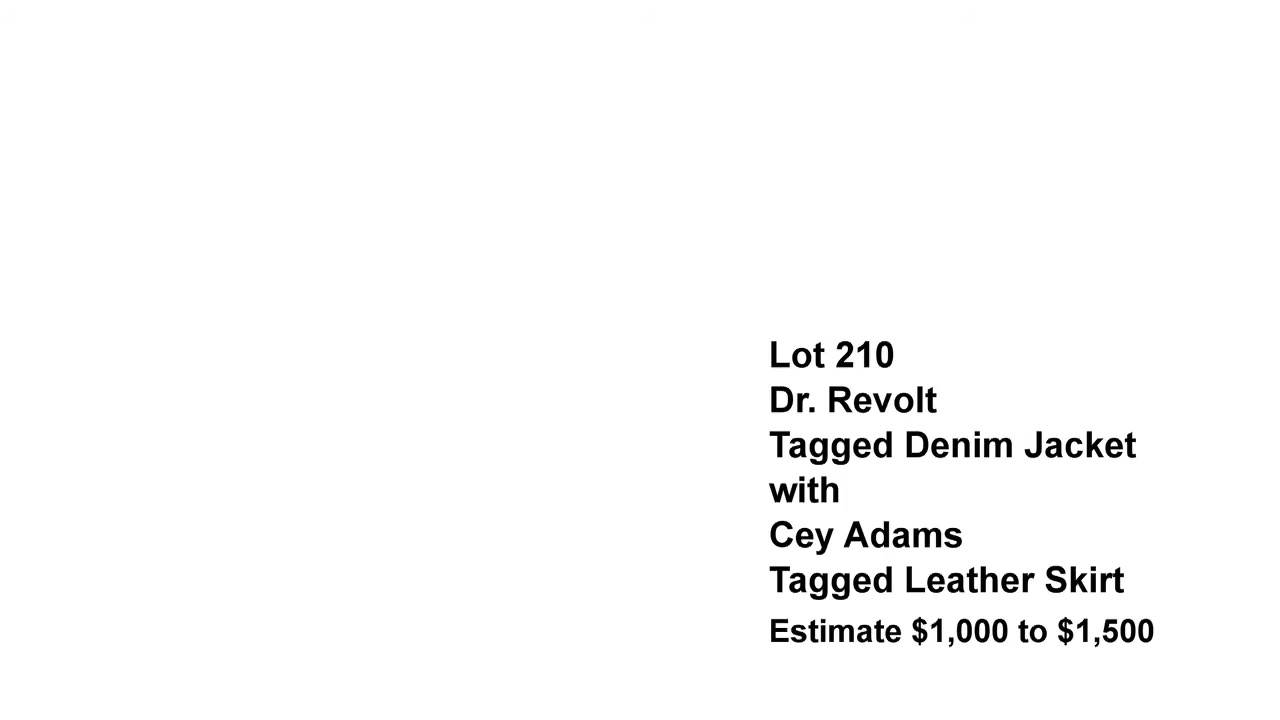 Lot 210
Dr. Revolt
Tagged Denim Jacket
with
Cey Adams
Tagged Leather Skirt
Estimate $1,000 to $1,500